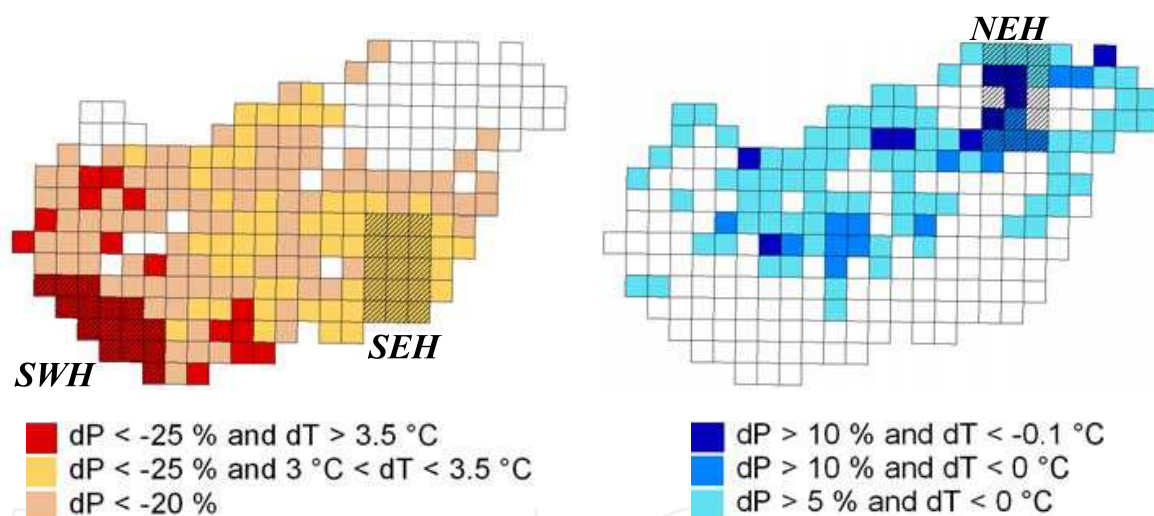 NEH
SEH
SWH
dP < -25 % and dT > 3.5 °C
dP < -25 % and 3 °C < dT < 3.5 °C
dP < -20 %
dP > 10 % and dT < -0.1 °C
dP > 10 % and dT < 0 °C
dP > 5 % and dT < 0 °C